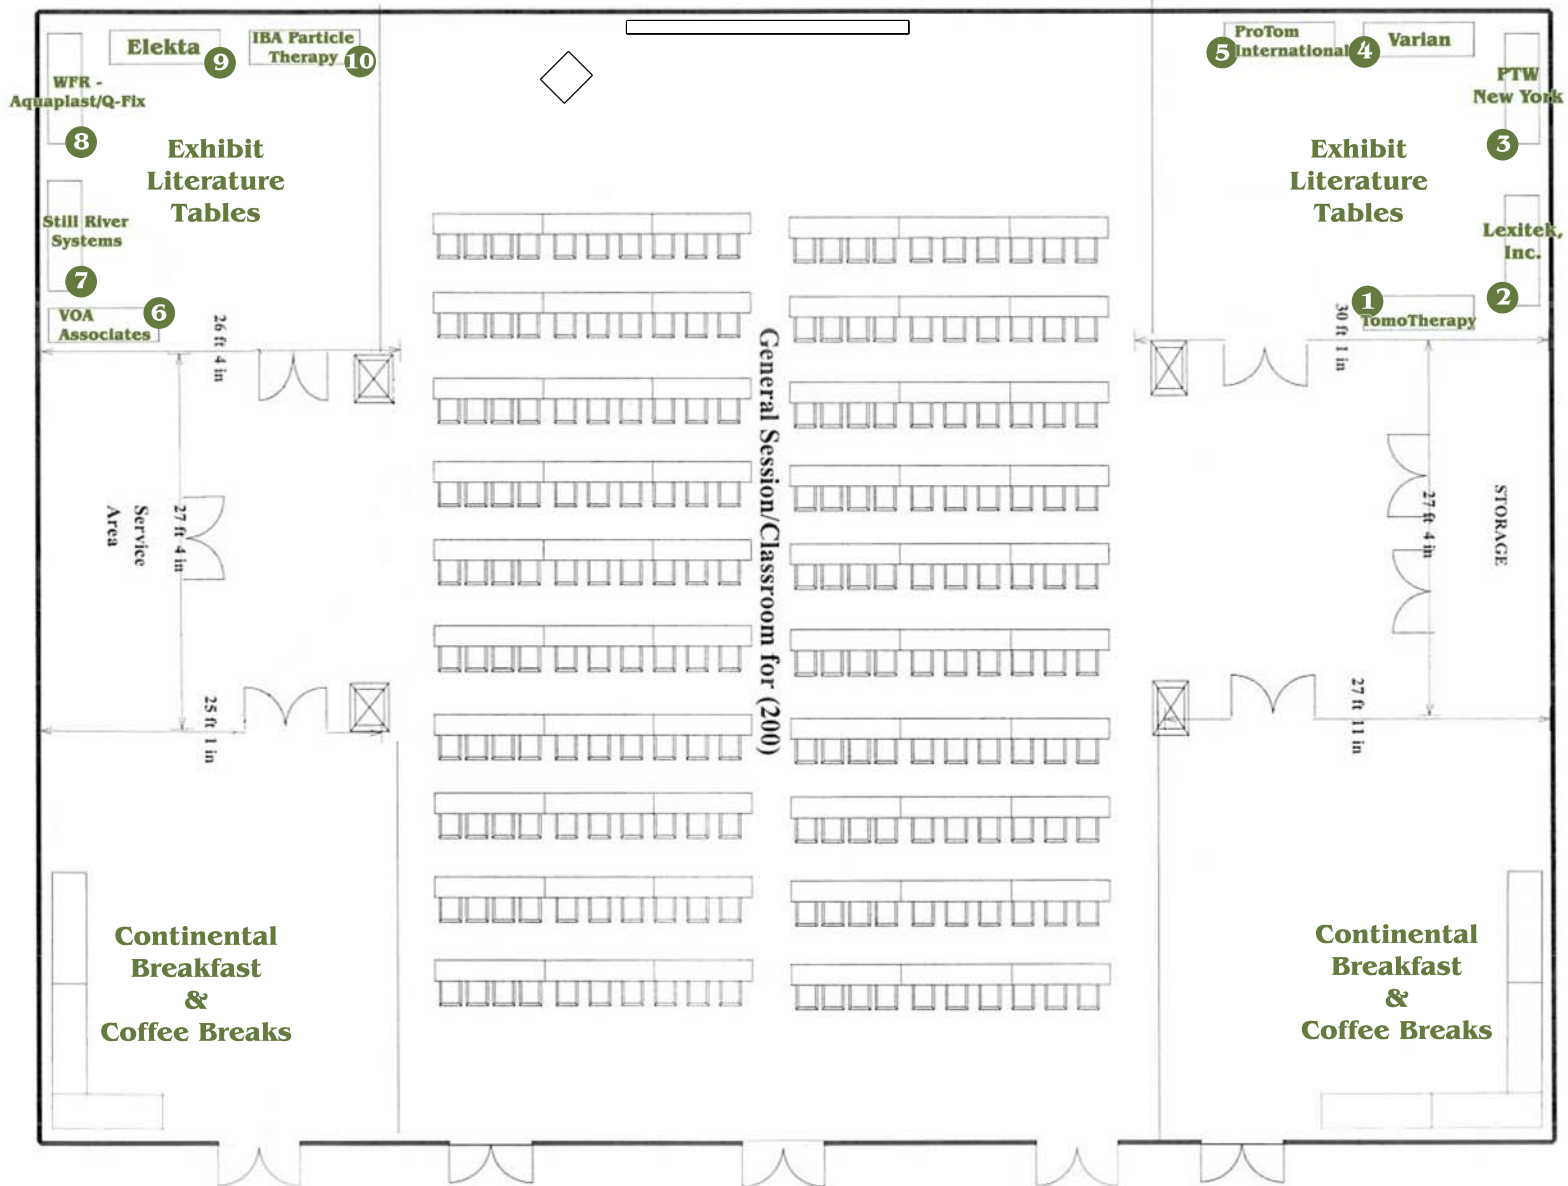 Elekta
9
IBA Particle
Therapy
10
WFR -
Aquaplast/Q-Fix
8
Exhibit
Literature
Tables
Still River
Systems
7
VOA
Associates
6
5
ProTom
International
4
Varian
PTW
New York
3
Exhibit
Literature
Tables
Lexitek,
Inc.
2
1
TomoTherapy
26 ft 4 in
30 ft 1 in
General Session/Classroom for (200)
Service
Area
27 ft 4 in
27 ft 4 in
STORAGE
25 ft 1 in
27 ft 11 in
Continental
Breakfast
&
Coffee Breaks
Continental
Breakfast
&
Coffee Breaks